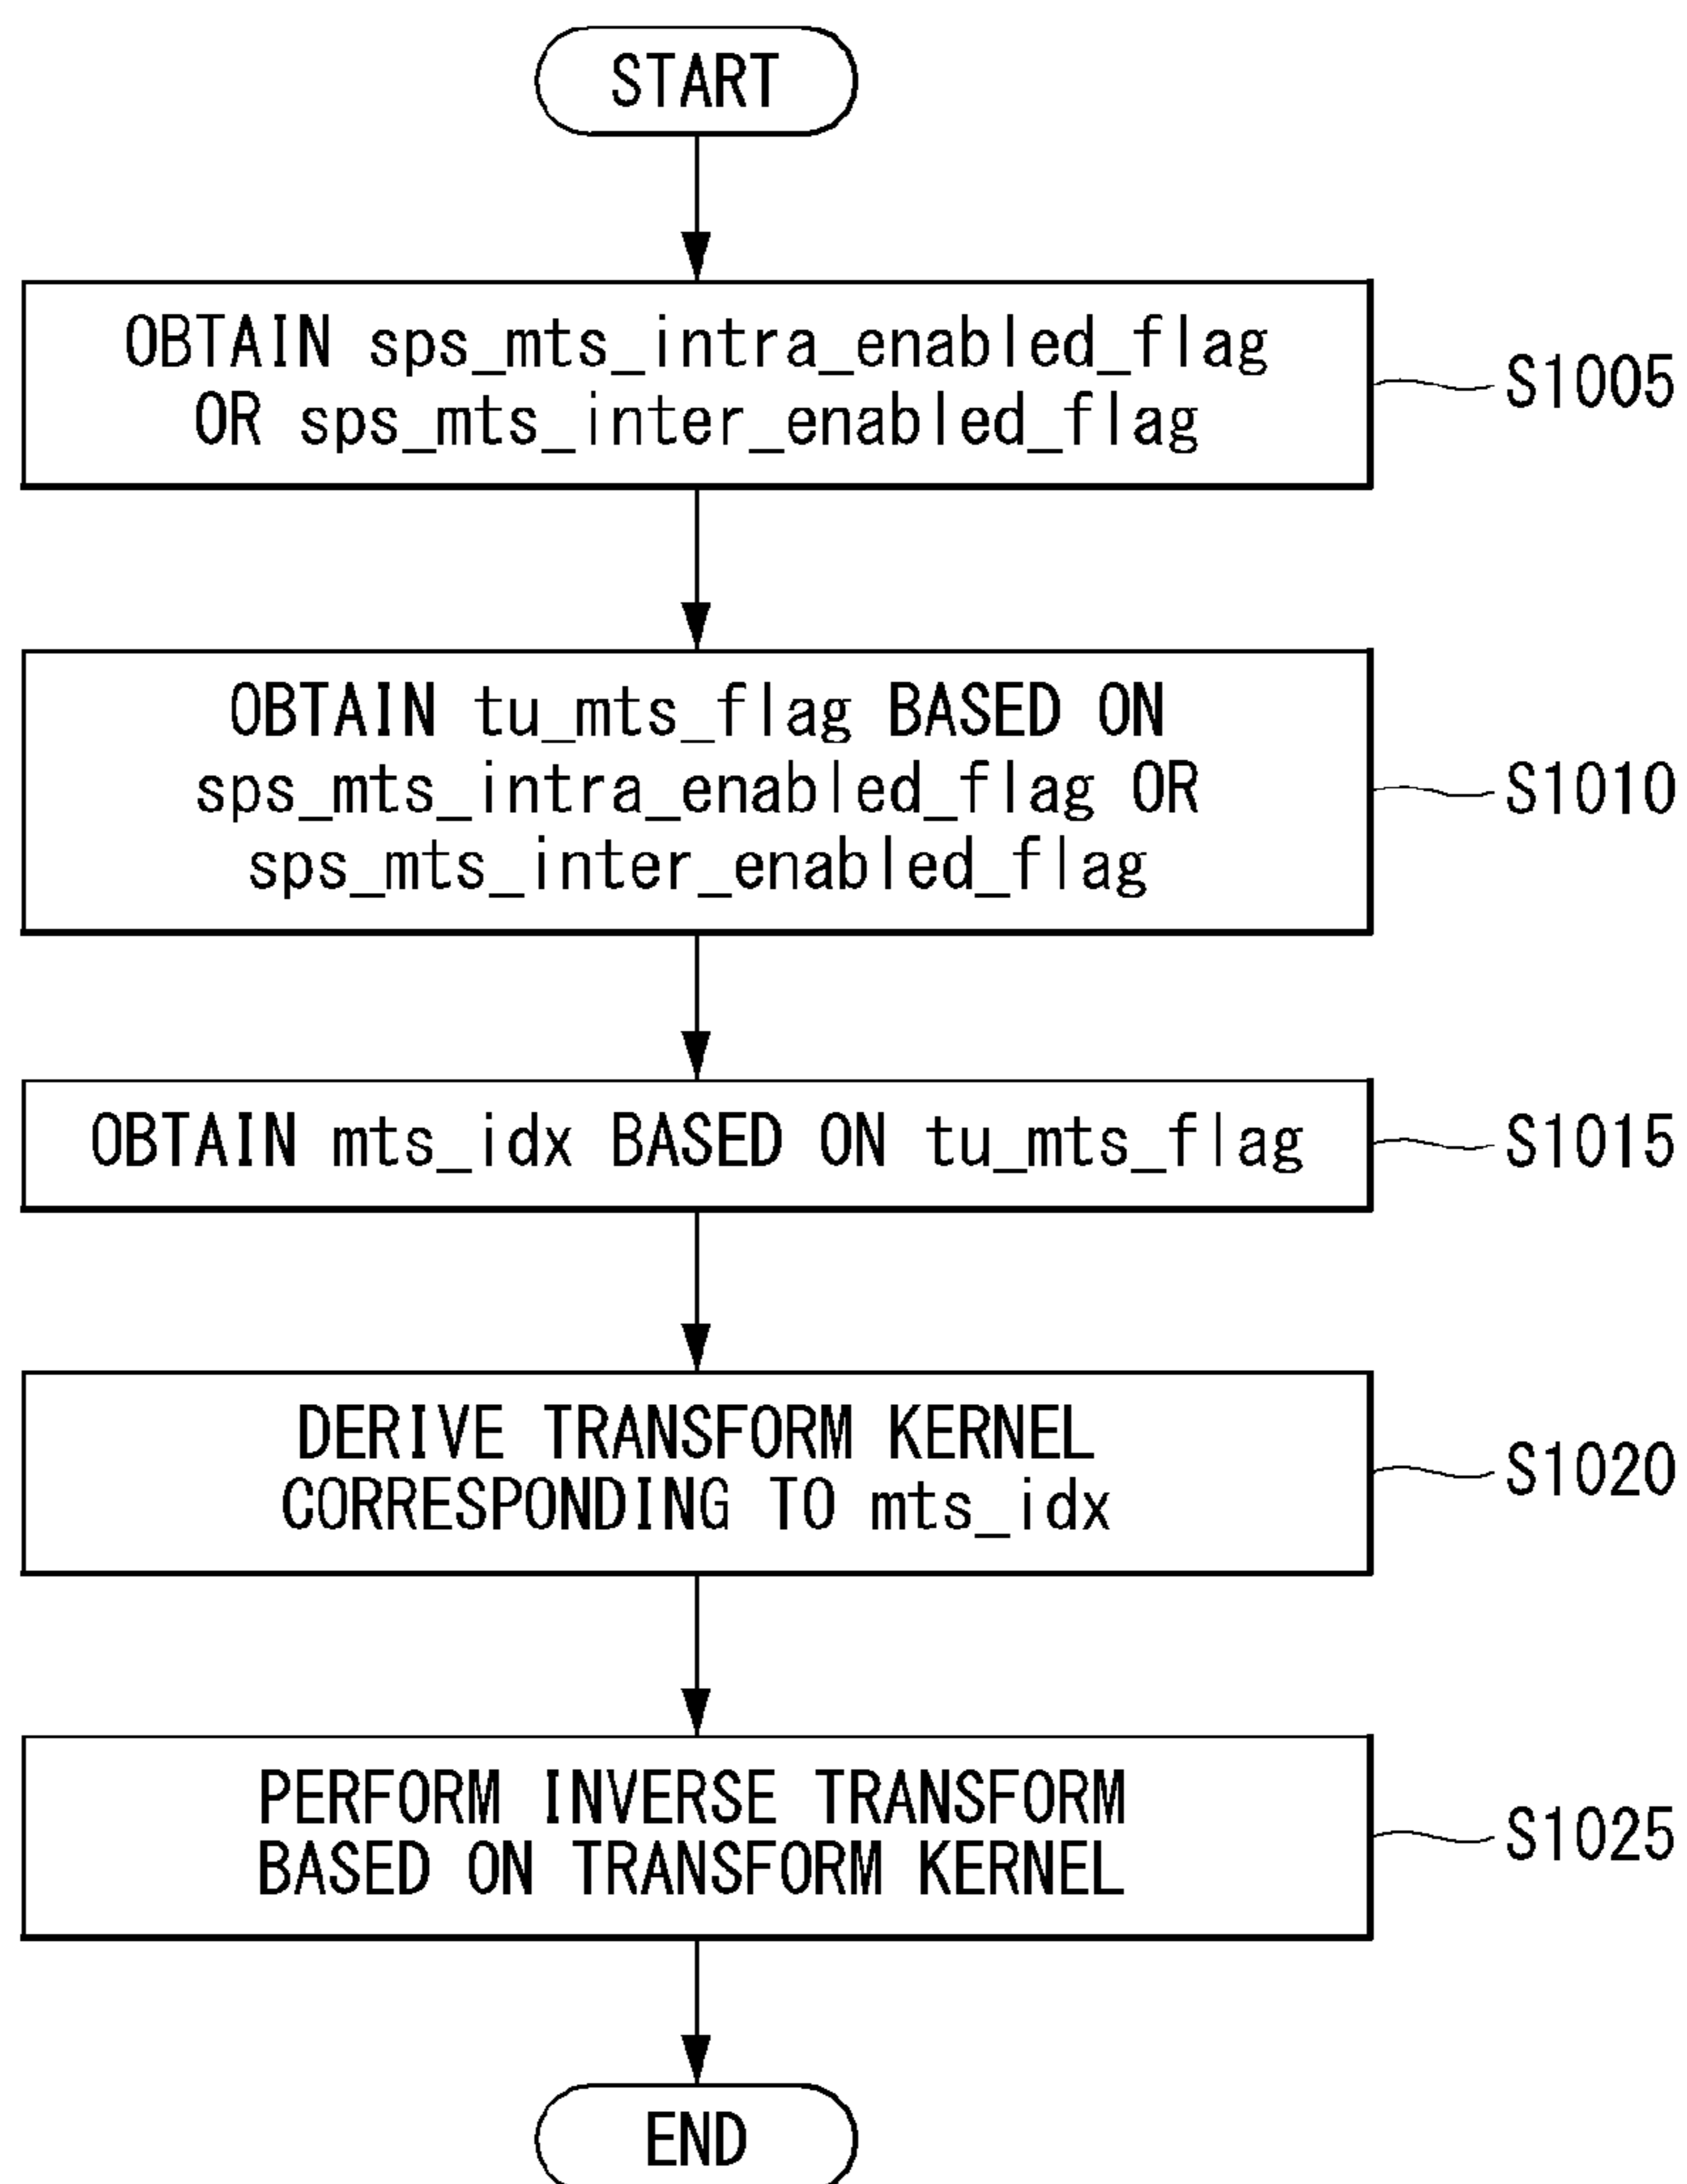 START
OBTAIN sps_mts_intra_enabled_flag
OR sps_mts_inter_enabled_flag
S1005
OBTAIN tu_mts_flag BASED ON
sps_mts_intra_enabled_flag OR
sps_mts_inter_enabled_flag
S1010
OBTAIN mts_idx BASED ON tu_mts_flag
S1015
DERIVE TRANSFORM KERNEL
CORRESPONDING TO mts_idx
S1020
PERFORM INVERSE TRANSFORM
BASED ON TRANSFORM KERNEL
S1025
END